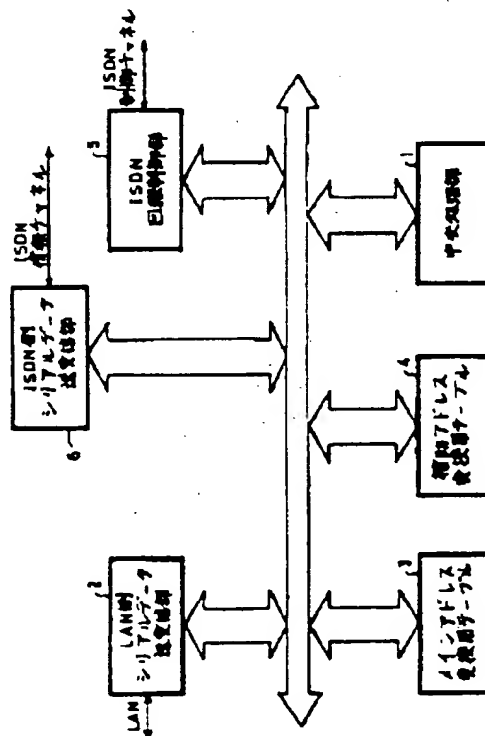 ISDN
制御チャネル
5
ISDN
回線制御部
ISDN
情報チャネル
ISDN側
シリアルデータ
送受信部
6
2
LAN側
シリアルデータ
送受信部
LAN
1
中央処理部
4
補助アドレス
変換用テーブル
3
メインアドレス
変換用テーブル